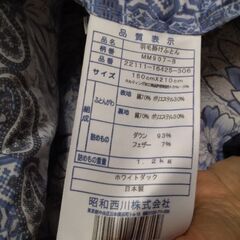 品質表示
品名 羽毛掛けふとん
品番 MM907-S
22111-16425-306
サイズ 150cm×210cm
組成
ふとんがわ 表地 綿70% ポリエステル30%
裏地 綿70% ポリエステル30%
詰めもの ダウン 93%
フェザー 7%
詰めもの重量 1.2kg
ホワイトダック
日本製
昭和西川株式会社